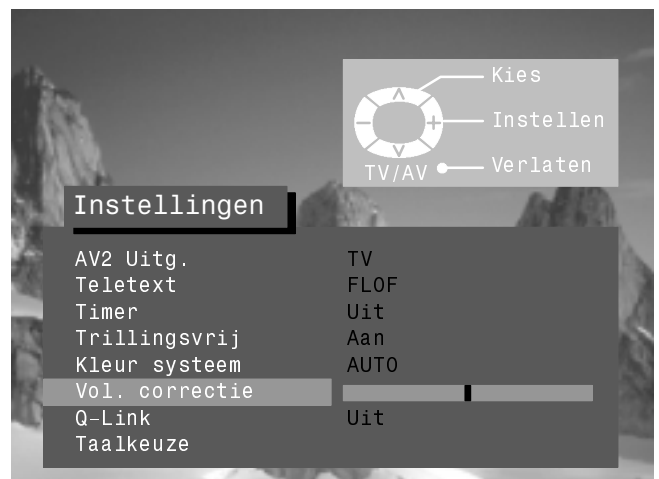 Kies
Instellen
TV/AV Verlaten
Instellingen
AV2 Uitg. TV
Teletext FLOF
Timer Uit
Trillingsvrij Aan
Kleur systeem AUTO
Vol. correctie
Q-Link Uit
Taalkeuze